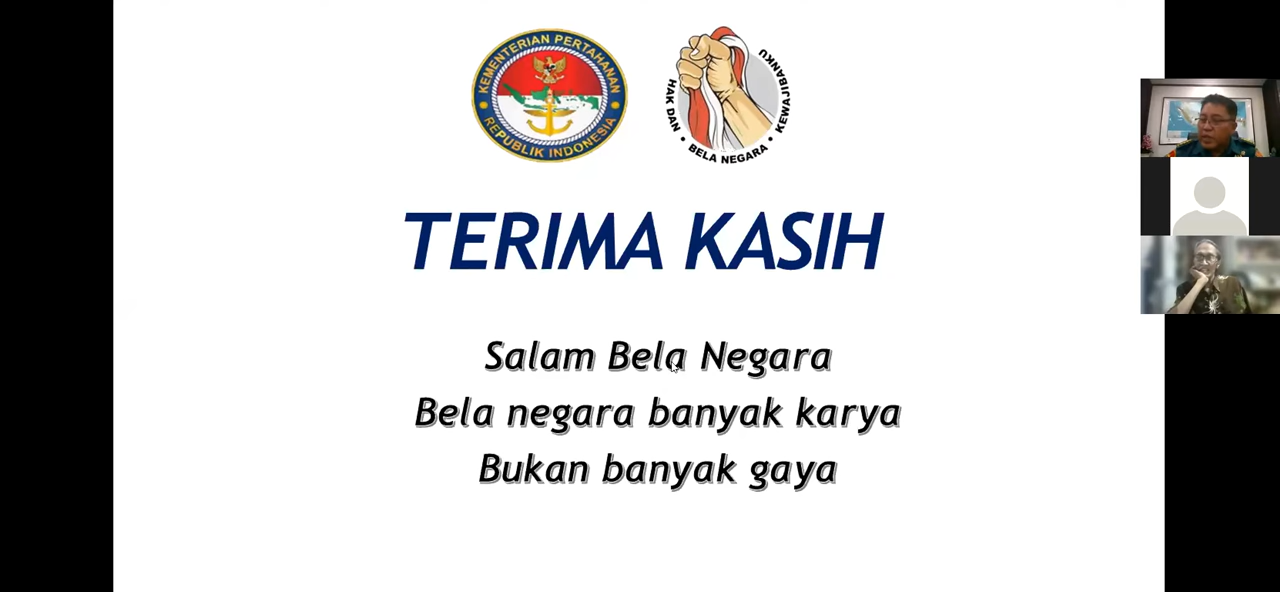 KEMENTERIAN PERTAHANAN
REPUBLIK INDONESIA
HAK DAN • BELA NEGARA • KEWAJIBANKU
TERIMA KASIH
Salam Bela Negara
Bela negara banyak karya
Bukan banyak gaya